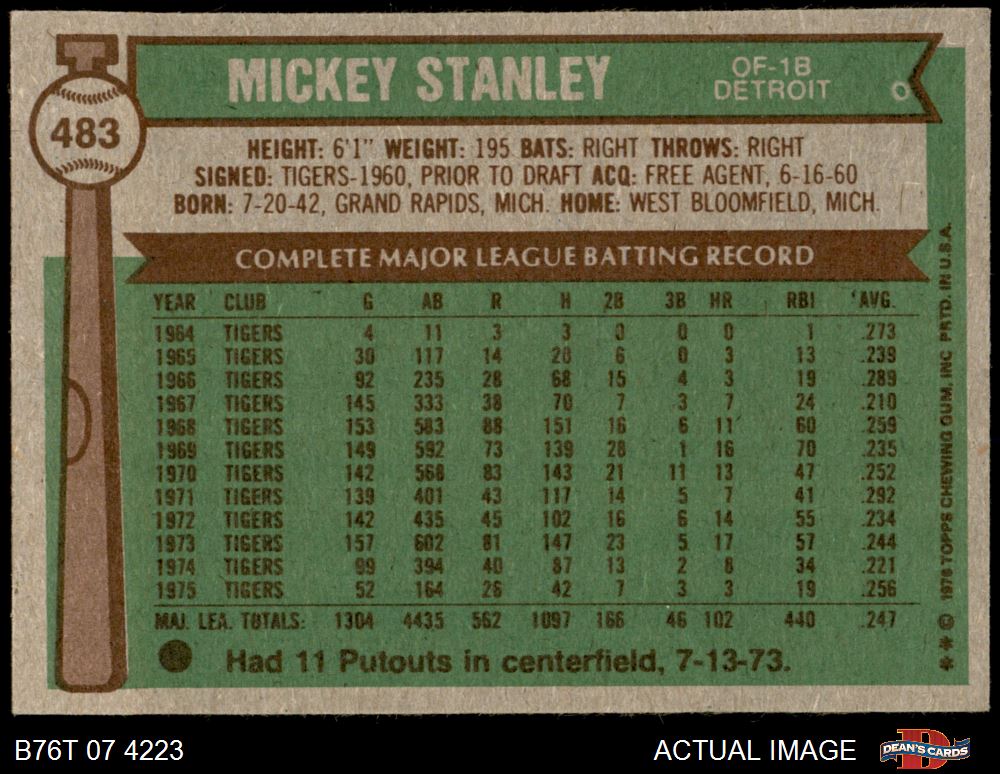 MICKEY STANLEY OF-1B
DETROIT
483
HEIGHT: 6'1" WEIGHT: 195 BATS: RIGHT THROWS: RIGHT
SIGNED: TIGERS-1960, PRIOR TO DRAFT ACQ: FREE AGENT, 6-16-60
BORN: 7-20-42, GRAND RAPIDS, MICH. HOME: WEST BLOOMFIELD, MICH.
COMPLETE MAJOR LEAGUE BATTING RECORD
YEAR CLUB G AB R H 2B 3B HR RBI AVG.
1964 TIGERS 4 11 3 3 0 0 0 1 .273
1965 TIGERS 30 117 14 28 6 0 3 13 .239
1966 TIGERS 92 235 28 68 15 4 3 19 .289
1967 TIGERS 145 333 38 70 7 3 7 24 .210
1968 TIGERS 153 583 88 151 16 6 11 60 .259
1969 TIGERS 149 592 73 139 28 1 16 70 .235
1970 TIGERS 142 568 83 143 21 11 13 47 .252
1971 TIGERS 139 401 43 117 14 5 7 41 .292
1972 TIGERS 142 435 45 102 16 6 14 55 .234
1973 TIGERS 157 602 81 147 23 5 17 57 .244
1974 TIGERS 99 394 40 87 13 2 8 34 .221
1975 TIGERS 52 164 26 42 7 3 3 19 .256
MAJ. LEA. TOTALS: 1304 4435 562 1097 166 46 102 440 .247
Had 11 Putouts in centerfield, 7-13-73.
* * © 1976 TOPPS CHEWING GUM, INC PRTD. IN U.S.A.
B76T 07 4223 ACTUAL IMAGE
DEAN'S CARDS